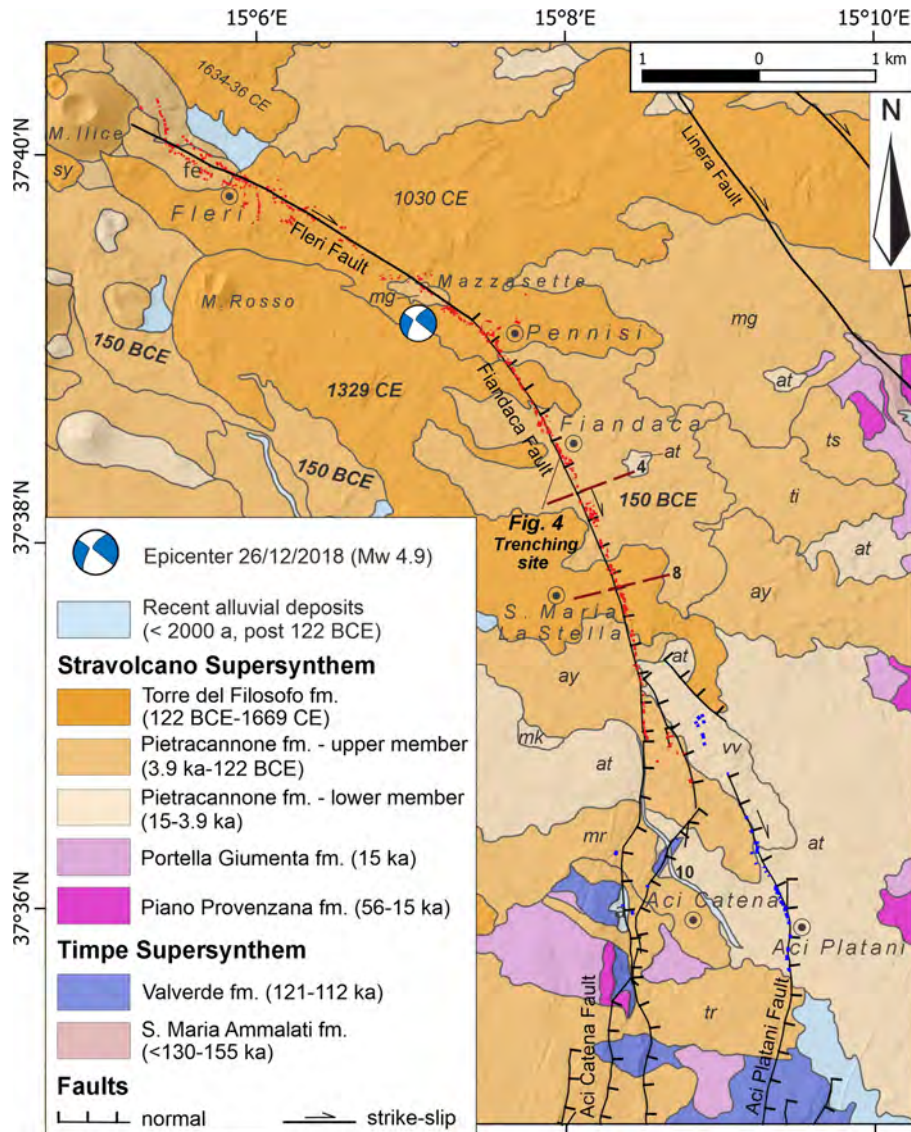 15°6'E 15°8'E 15°10'E
1 0 1 km
N
37°40'N
37°38'N
37°36'N
1634-36 CE
M. Ilice
sy
fe
Fleri
1030 CE
Linera Fault
Fleri Fault
Mazzasette
mg
M. Rosso
Pennisi
mg
150 BCE
1329 CE
at
Fiandaca Fault
Fiandaca
ts
at
4
150 BCE
150 BCE
ti
Fig. 4
Trenching
site
at
8
ay
S. Maria
La Stella
at
ay
mk
vv
at
at
mr
10
Aci Catena
Aci Platani
tr
Aci Catena Fault
Aci Platani Fault
Epicenter 26/12/2018 (Mw 4.9)
Recent alluvial deposits
(< 2000 a, post 122 BCE)
Stravolcano Supersynthem
Torre del Filosofo fm.
(122 BCE-1669 CE)
Pietracannone fm. - upper member
(3.9 ka-122 BCE)
Pietracannone fm. - lower member
(15-3.9 ka)
Portella Giumenta fm. (15 ka)
Piano Provenzana fm. (56-15 ka)
Timpe Supersynthem
Valverde fm. (121-112 ka)
S. Maria Ammalati fm.
(<130-155 ka)
Faults
normal strike-slip